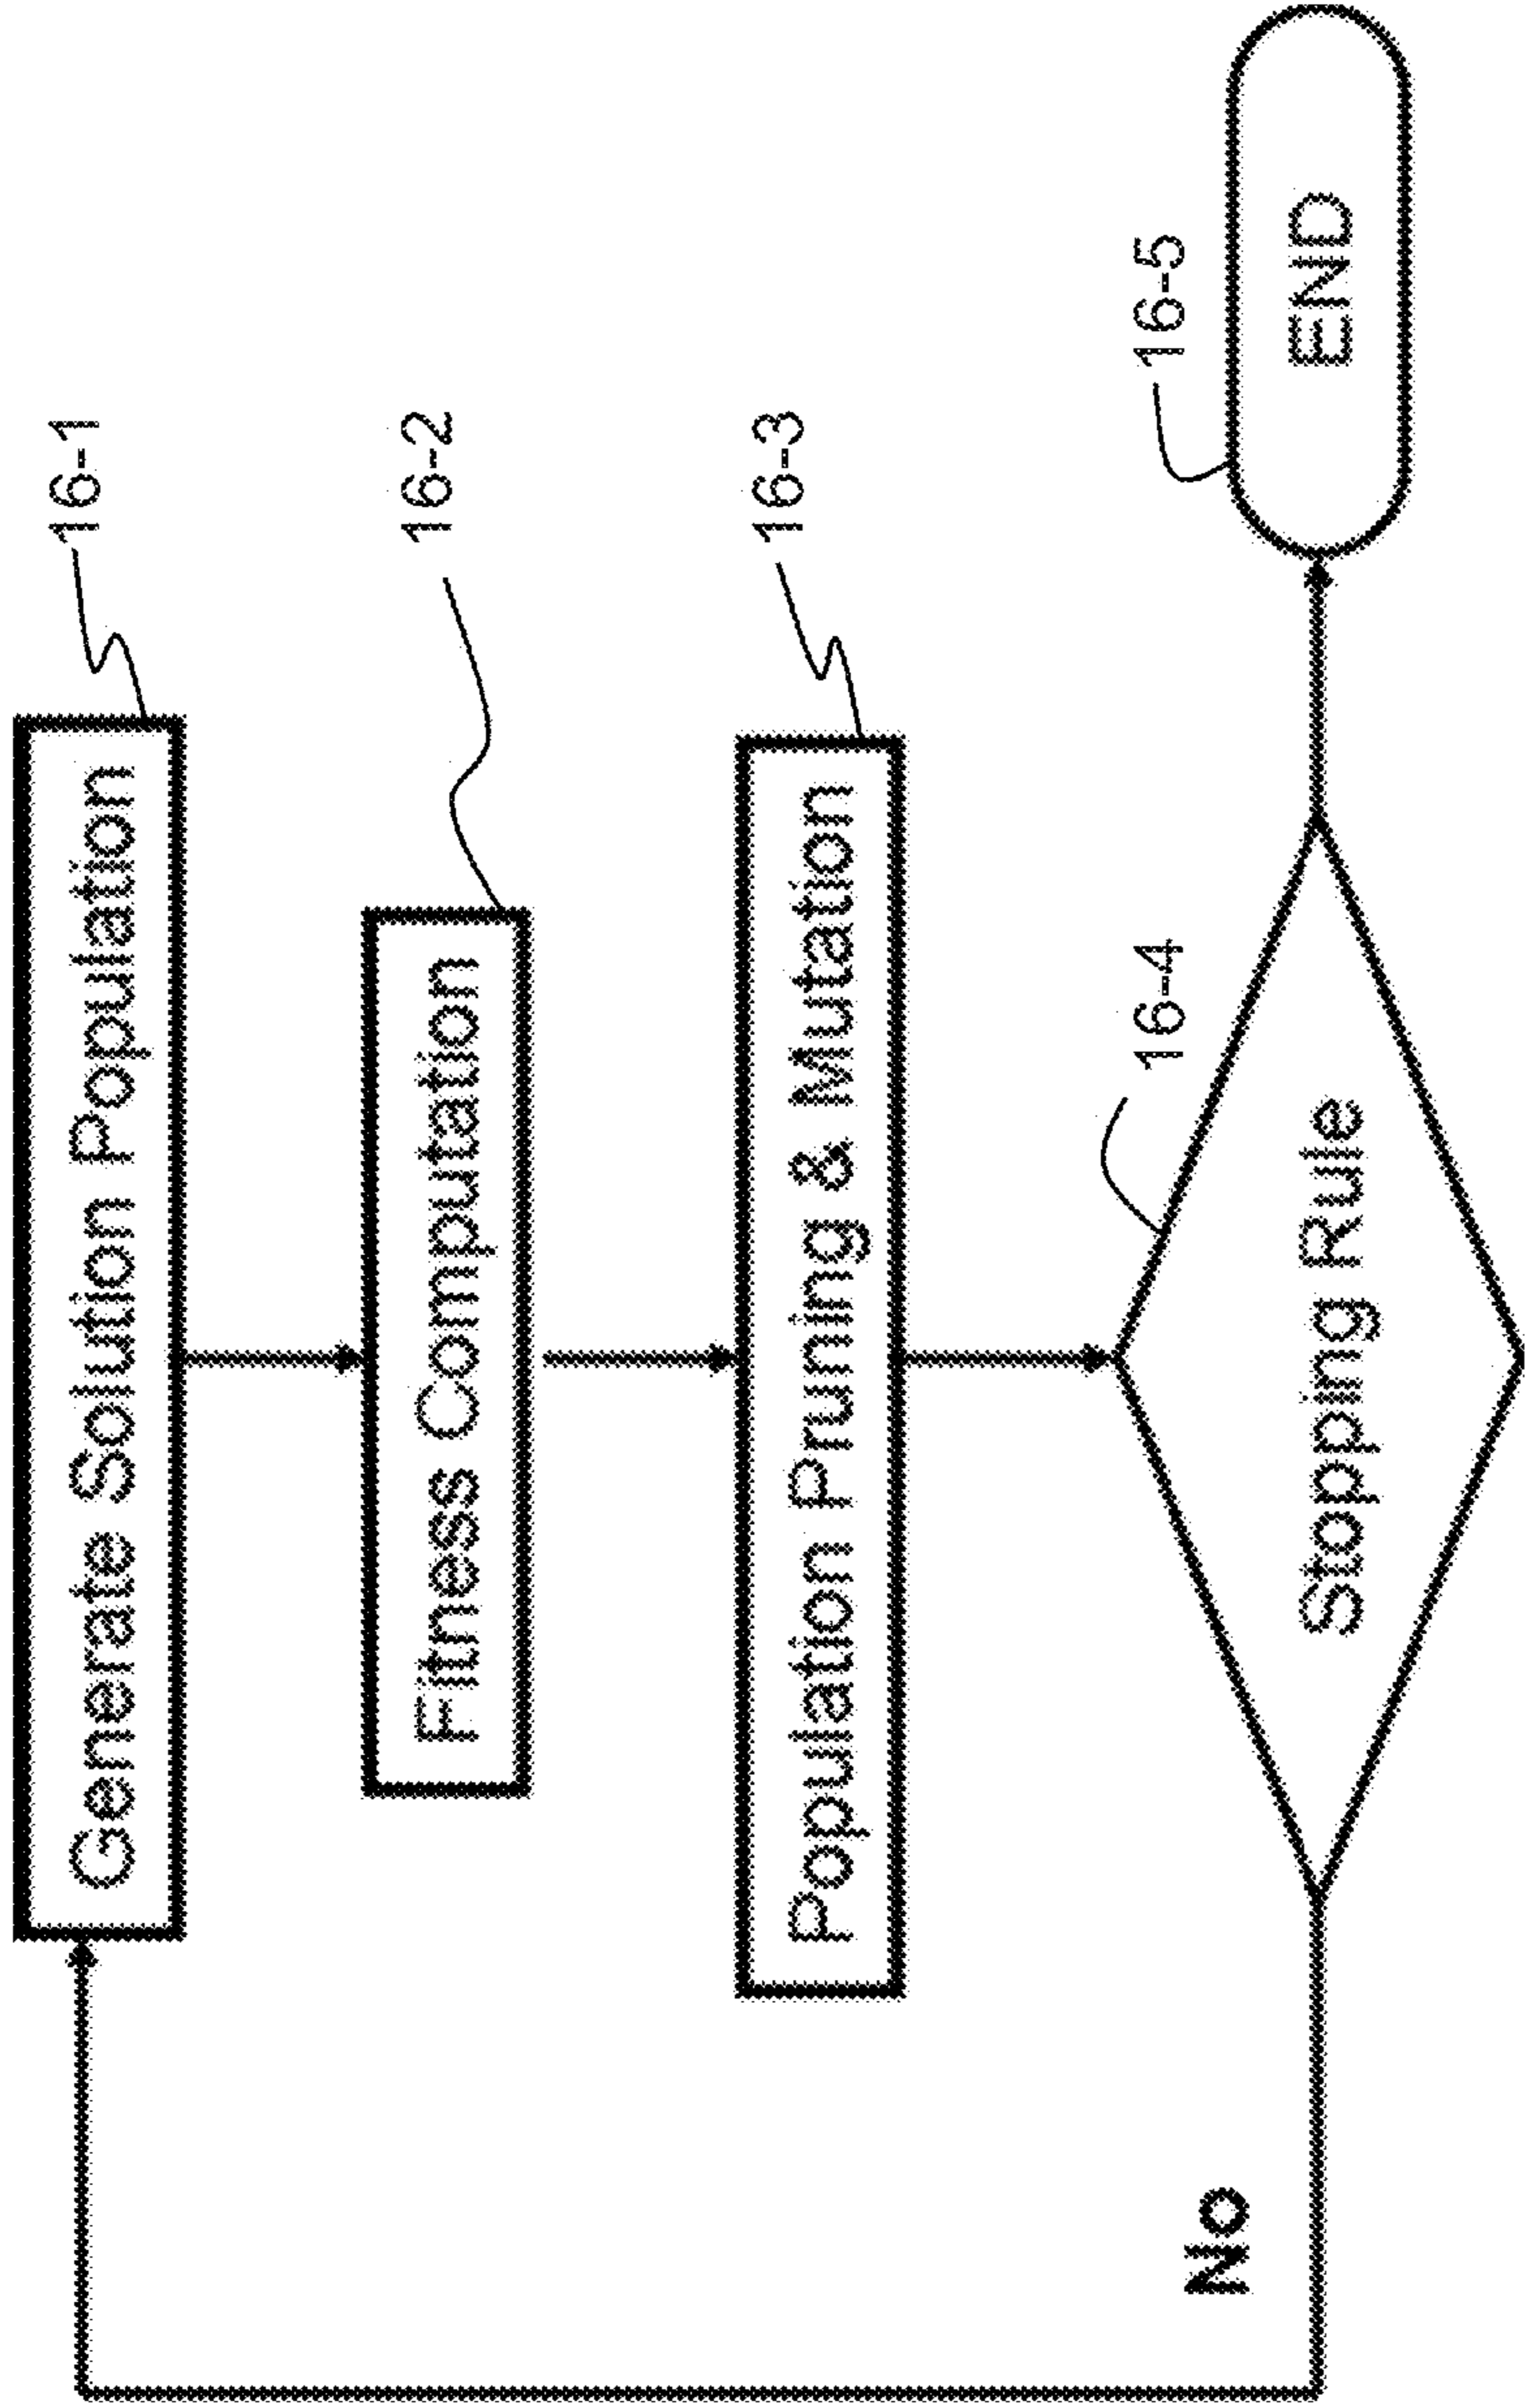 Generate Solution Population
16-1
Fitness Computation
16-2
Population Pruning & Mutation
16-3
Stopping Rule
16-4
No
END
16-5